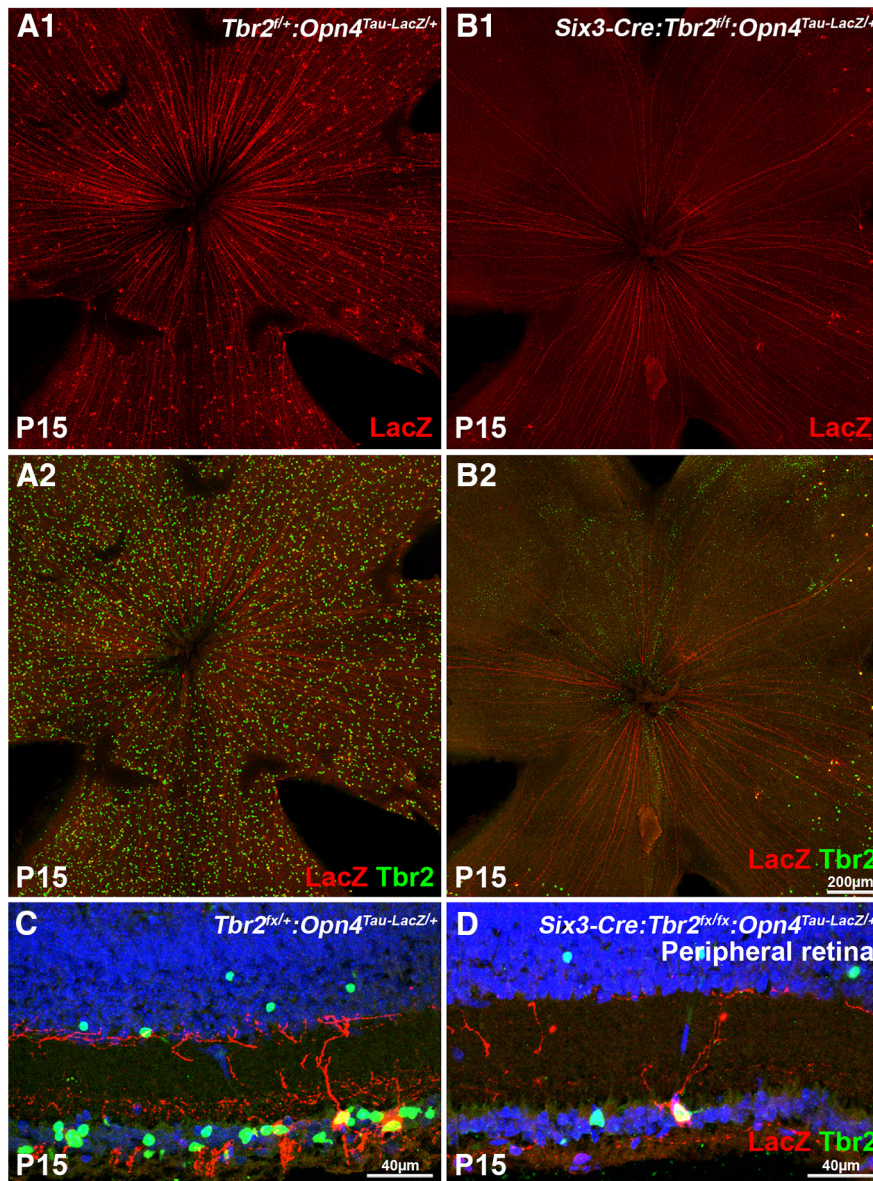 A1 Tbr2f/+:Opn4Tau-LacZ/+
P15 LacZ
B1 Six3-Cre:Tbr2f/f:Opn4Tau-LacZ/+
P15 LacZ
A2
P15 LacZ Tbr2
B2
LacZ Tbr2
P15 200µm
C Tbr2fx/+:Opn4Tau-LacZ/+
P15 40µm
D Six3-Cre:Tbr2fx/fx:Opn4Tau-LacZ/+
Peripheral retina
LacZ Tbr2
P15 40µm